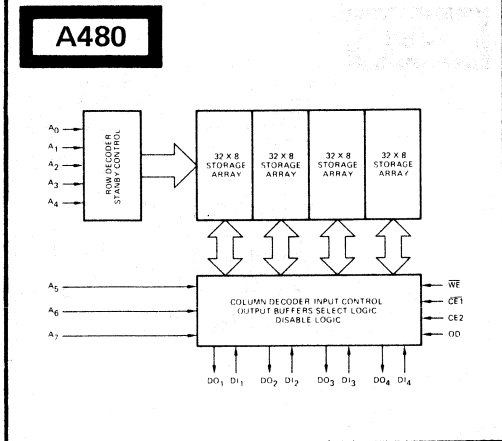 A480
A0
A1
A2
A3
A4
ROW DECODER
STANBY CONTROL
32 X 8
STORAGE
ARRAY
32 X 8
STORAGE
ARRAY
32 X 8
STORAGE
ARRAY
32 X 8
STORAGE
ARRAY
A5
A6
A7
COLUMN DECODER INPUT CONTROL
OUTPUT BUFFERS SELECT LOGIC
DISABLE LOGIC
WE
CE1
CE2
OD
DO1 DI1 DO2 DI2 DO3 DI3 DO4 DI4